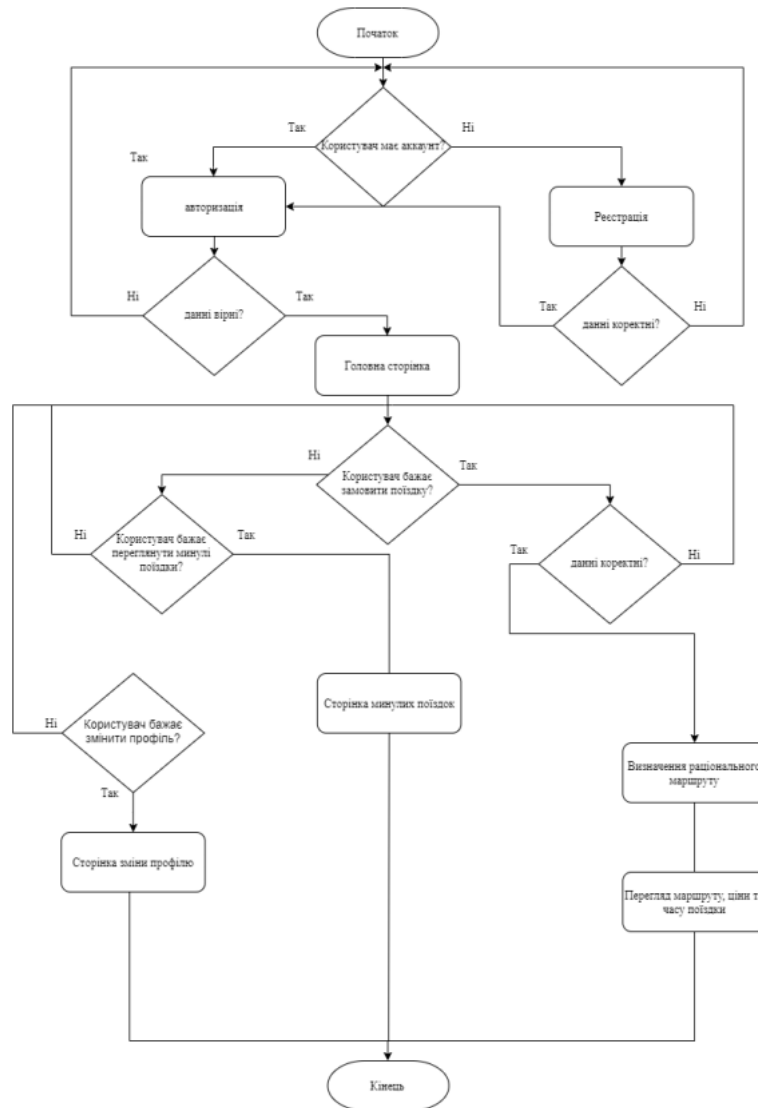 Початок
Користувач має аккаунт?
Так
Ні
Так
авторизація
Реєстрація
данні вірні?
Ні
Так
данні коректні?
Так
Ні
Головна сторінка
Користувач бажає
замовити поїздку?
Ні
Так
Користувач бажає
переглянути минулі
поїздки?
Ні
Так
данні коректні?
Так
Ні
Сторінка минулих поїздок
Користувач бажає
змінити профіль?
Ні
Так
Визначення раціонального
маршруту
Сторінка зміни профілю
Перегляд маршруту, ціни т
часу поїздки
Кінець